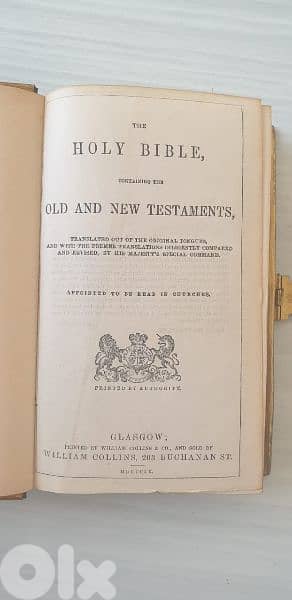 THE
HOLY BIBLE,
CONTAINING THE
OLD AND NEW TESTAMENTS,
TRANSLATED OUT OF THE ORIGINAL TONGUES,
AND WITH THE FORMER TRANSLATIONS DILIGENTLY COMPARED
AND REVISED, BY HIS MAJESTY'S SPECIAL COMMAND.
APPOINTED TO BE READ IN CHURCHES,
PRINTED BY AUTHORITY.
GLASGOW:
PRINTED BY WILLIAM COLLINS & CO., AND SOLD BY
WILLIAM COLLINS, 203 BUCHANAN ST.
OLX